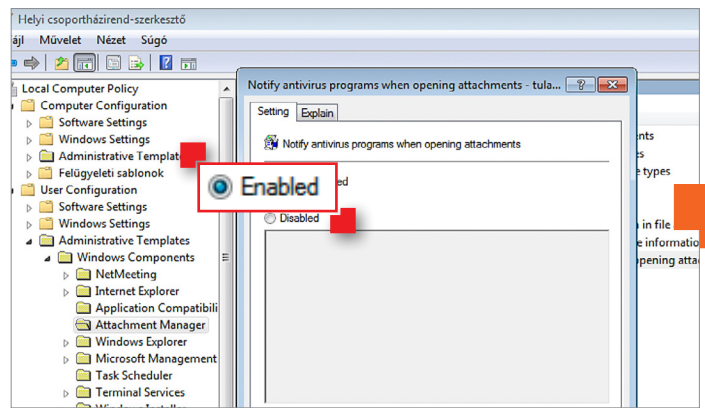 Helyi csoportházirend-szerkesztő
ájl Művelet Nézet Súgó
Local Computer Policy
Computer Configuration
Software Settings
Windows Settings
Administrative Templat
Felügyeleti sablonok
User Configuration
Software Settings
Windows Settings
Administrative Templates
Windows Components
NetMeeting
Internet Explorer
Application Compatibili
Attachment Manager
Windows Explorer
Microsoft Management
Task Scheduler
Terminal Services
Notify antivirus programs when opening attachments - tula...
Setting Explain
Notify antivirus programs when opening attachments
ed
Enabled
Disabled
nts
es
e types
in file
e informatio
pening attac